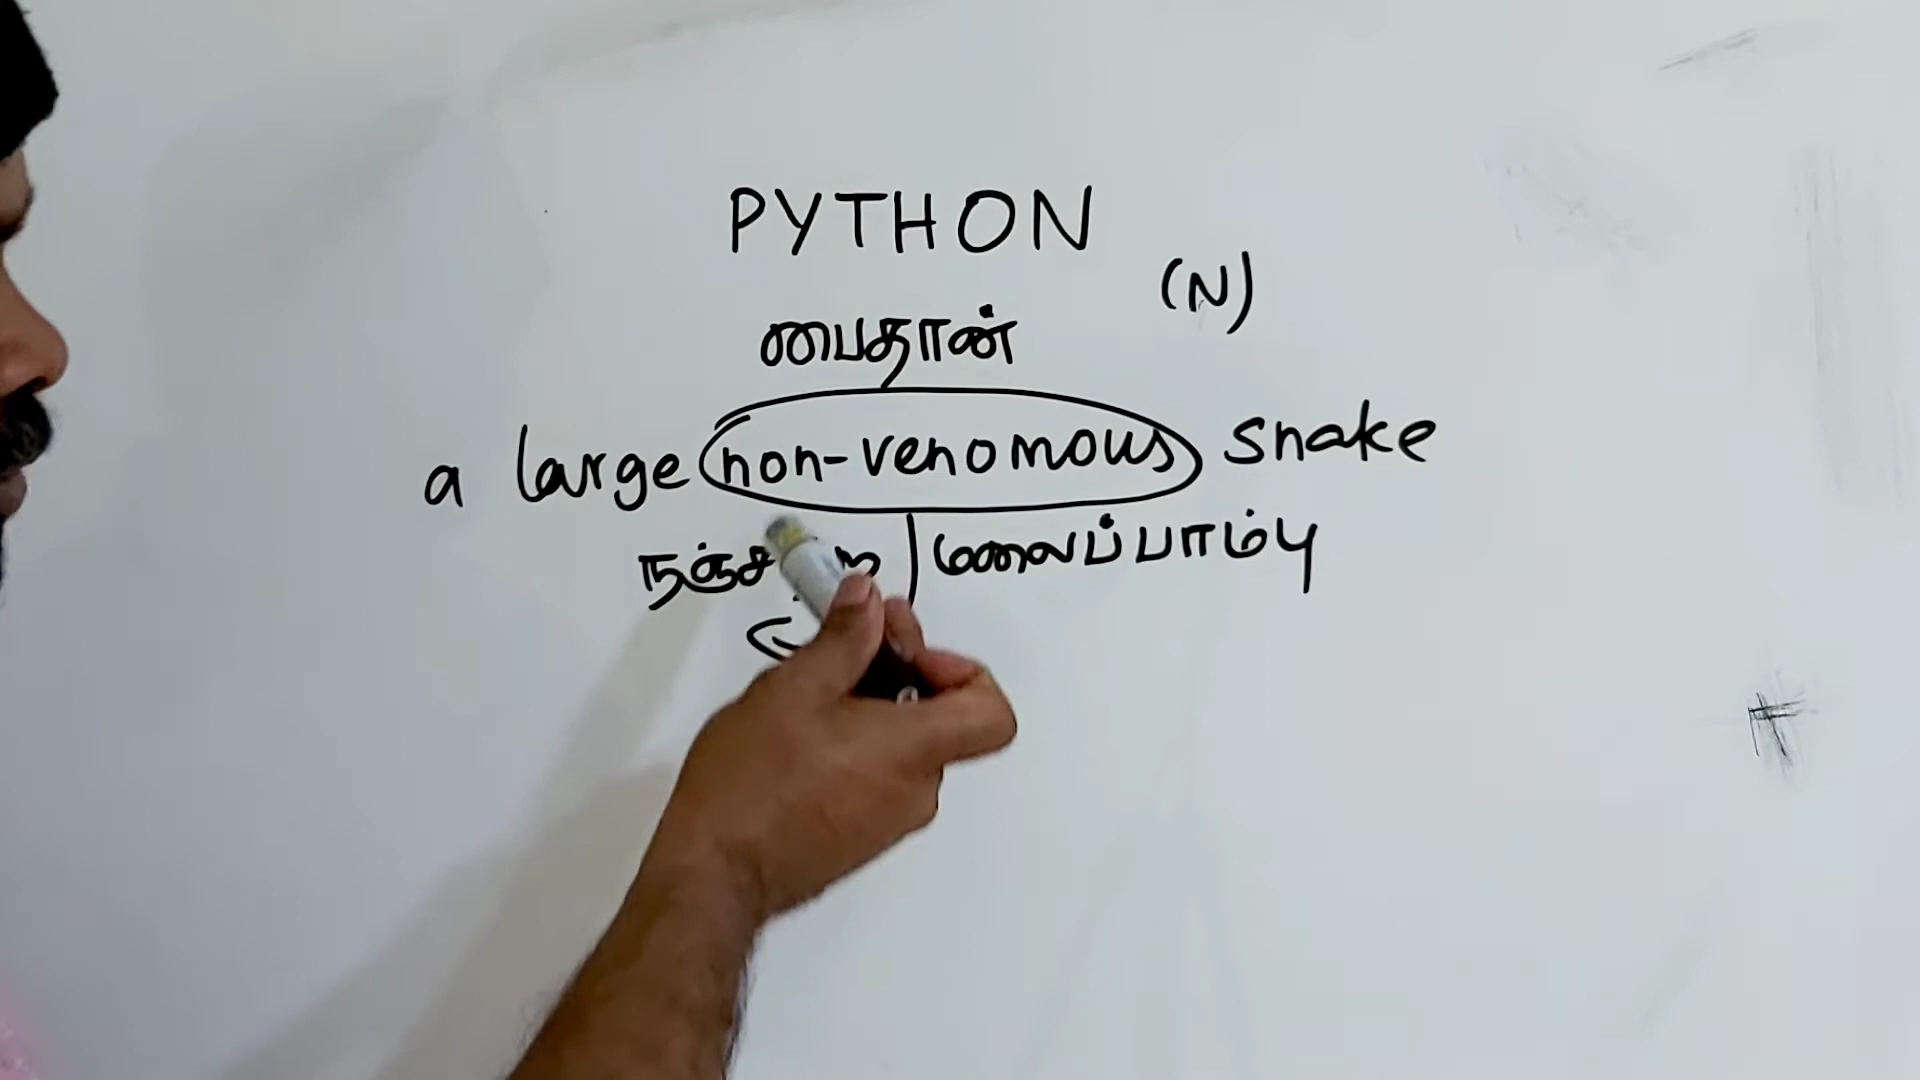 PYTHON
(N)
பைதான்
a large non-venomous snake
மலைப்பாம்பு